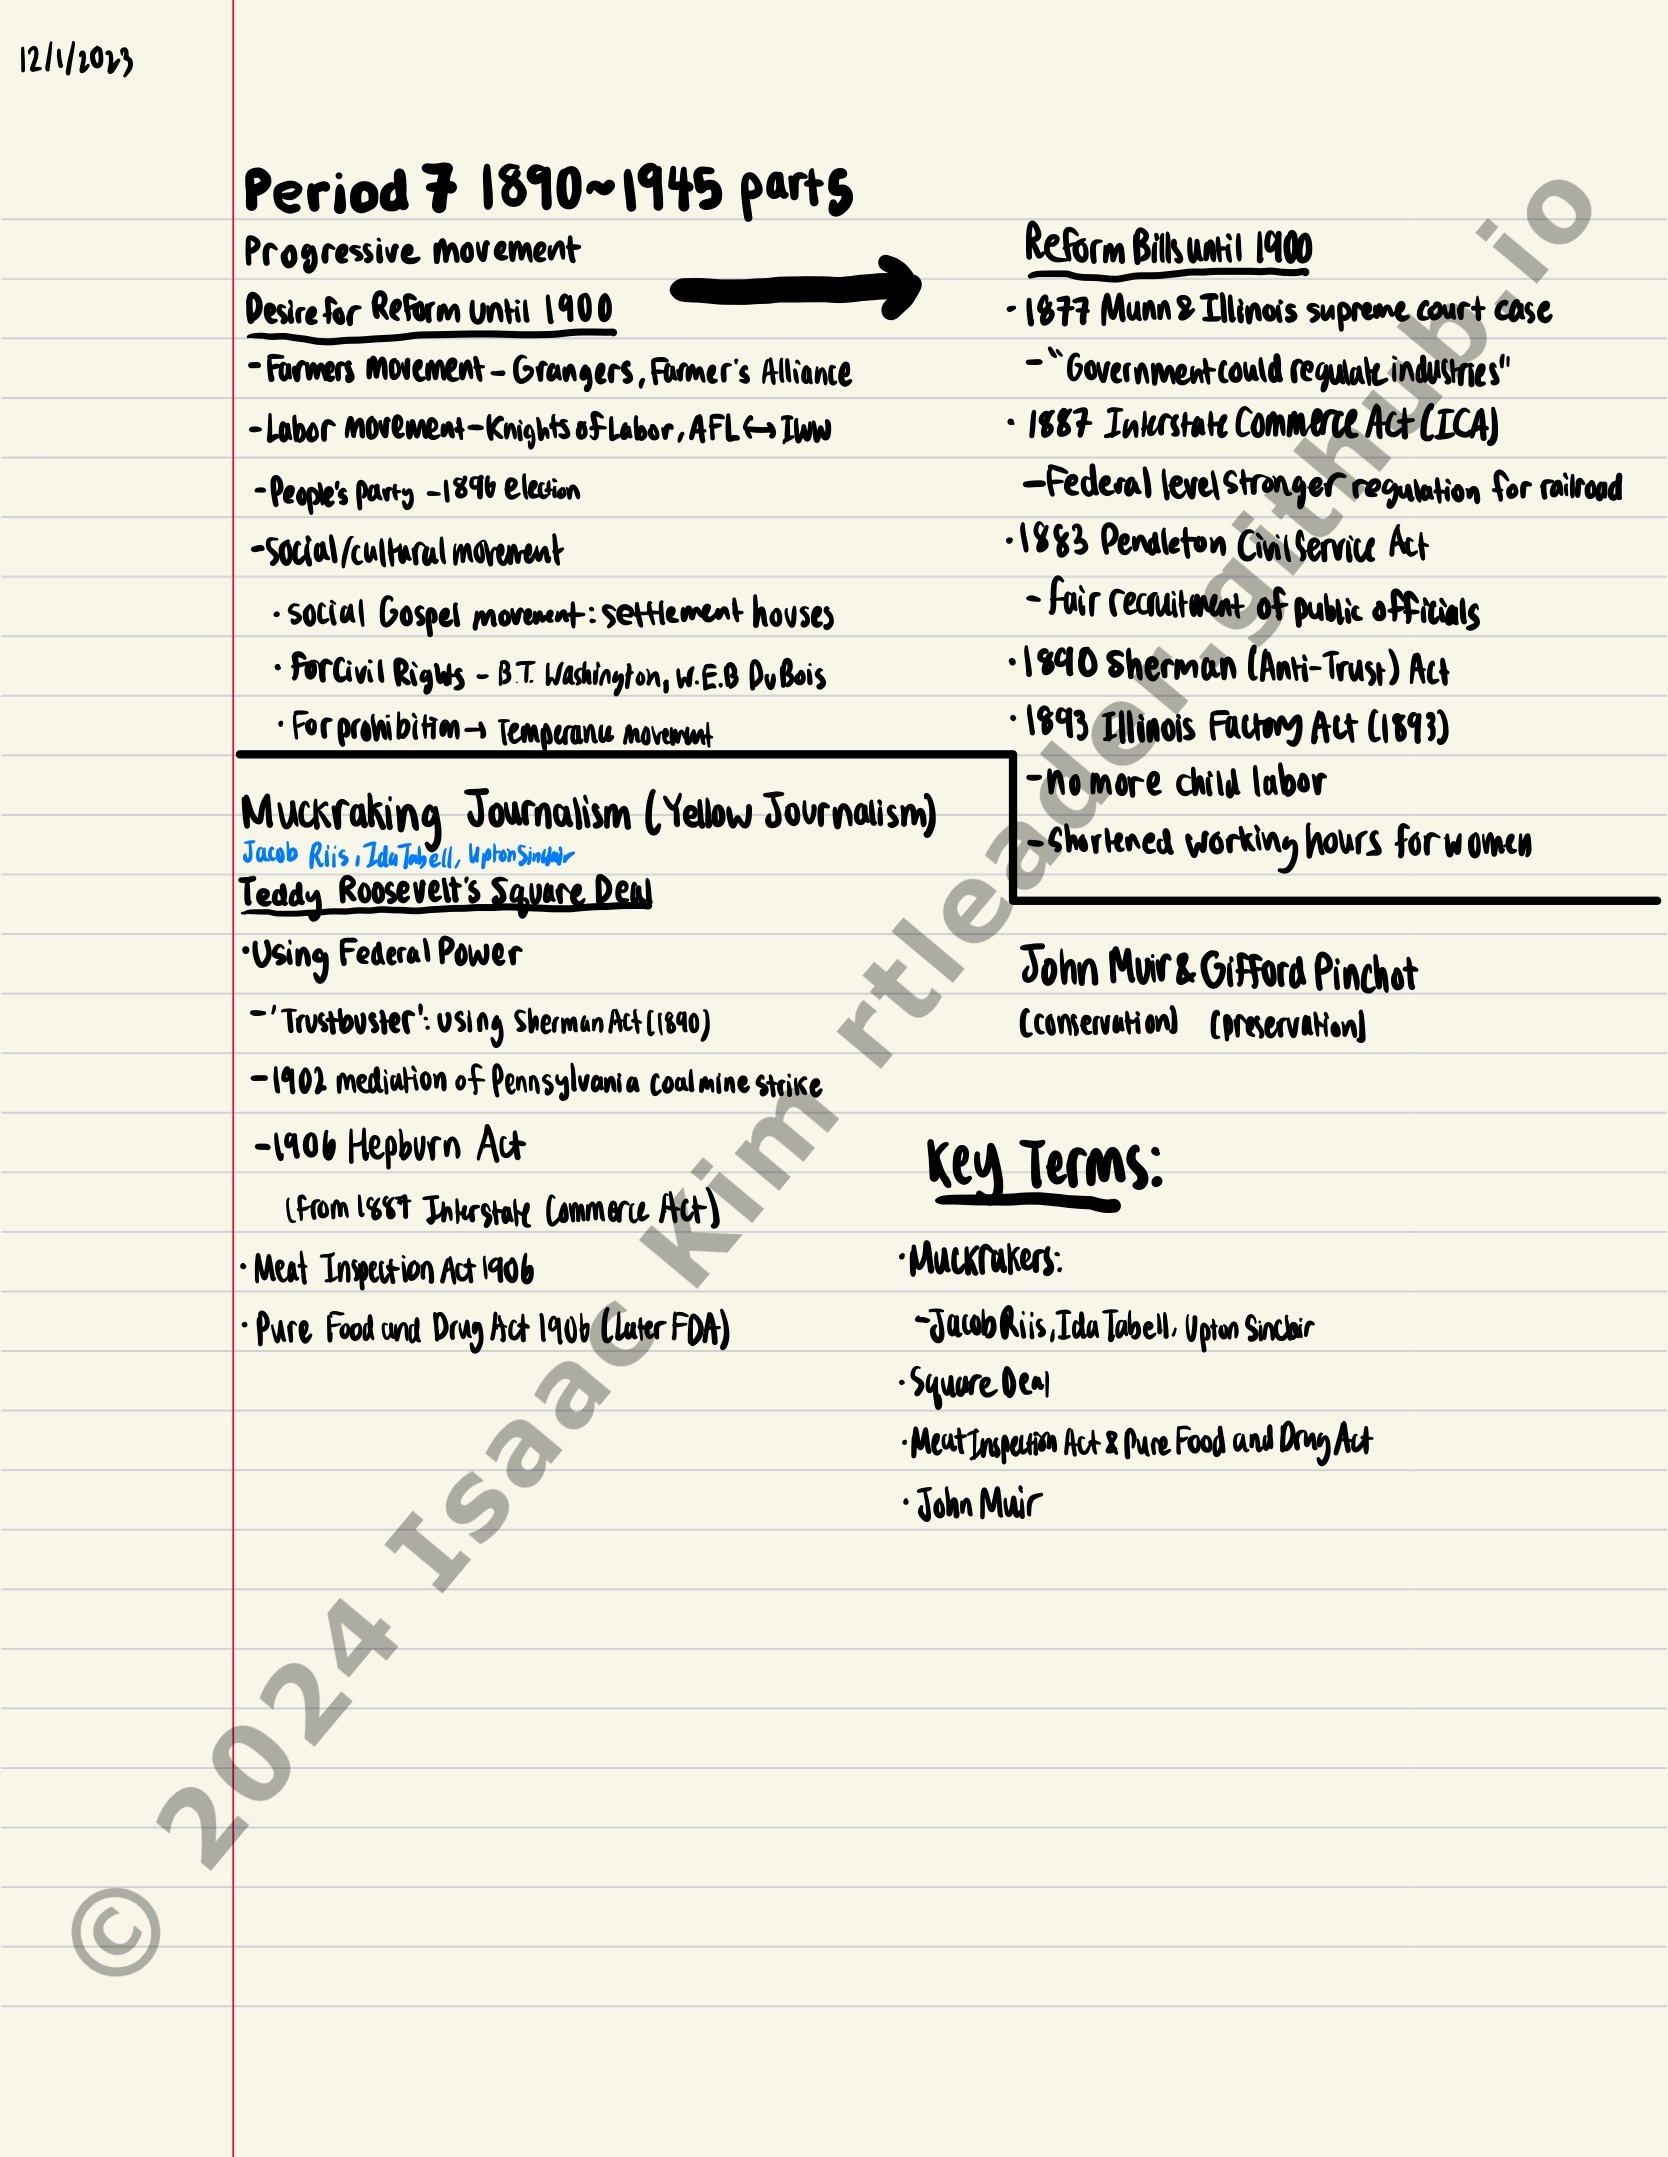 12/1/2023
Period 7 1890~1945 parts
Progressive movement
Desire for Reform until 1900
- Farmers movement - Grangers, Farmer's Alliance
- Labor movement - Knights of Labor, AFL ↔ IWW
- People's party - 1896 election
- social/cultural movement
· social Gospel movement: settlement houses
· for Civil Rights - B.T. Washington, W.E.B DuBois
· For prohibition → Temperance movement
Reform Bills until 1900
· 1877 Munn & Illinois supreme court case
- "Government could regulate industries"
· 1887 Interstate Commerce Act (ICA)
- Federal level stronger regulation for railroad
· 1883 Pendleton Civil Service Act
- fair recruitment of public officials
· 1890 Sherman (Anti-Trust) Act
· 1893 Illinois Factory Act (1893)
- no more child labor
- shortened working hours for women
Muckraking Journalism (Yellow Journalism)
Jacob Riis, Ida Tabell, Upton Sinclair
Teddy Roosevelt's Square Deal
· Using Federal Power
- 'Trustbuster': using Sherman Act (1890)
- 1902 mediation of Pennsylvania coal mine strike
- 1906 Hepburn Act
(from 1887 Interstate Commerce Act)
· Meat Inspection Act 1906
· Pure Food and Drug Act 1906 (Later FDA)
John Muir & Gifford Pinchot
(conservation) (preservation)
Key Terms:
· Muckrakers:
- Jacob Riis, Ida Tabell, Upton Sinclair
· Square Deal
· Meat Inspection Act & Pure Food and Drug Act
· John Muir
© 2024 Isaac Kim rtleader.github.io